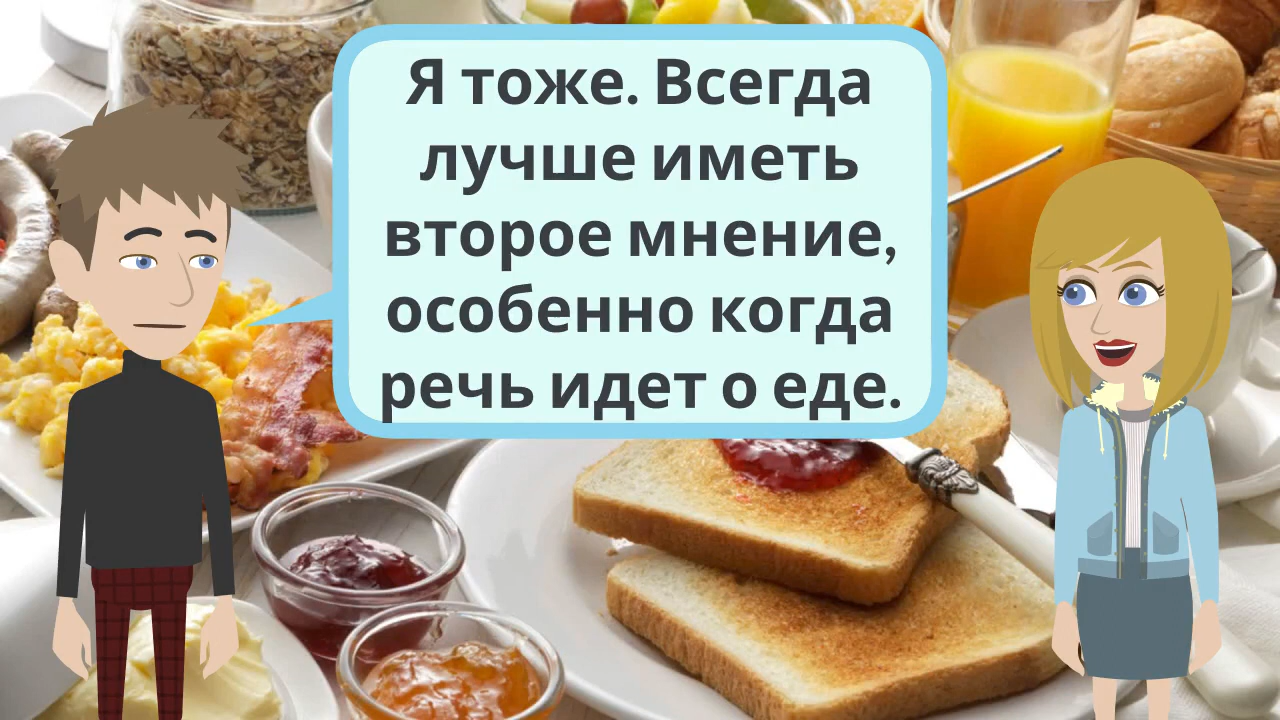 Я тоже. Всегда
лучше иметь
второе мнение,
особенно когда
речь идет о еде.